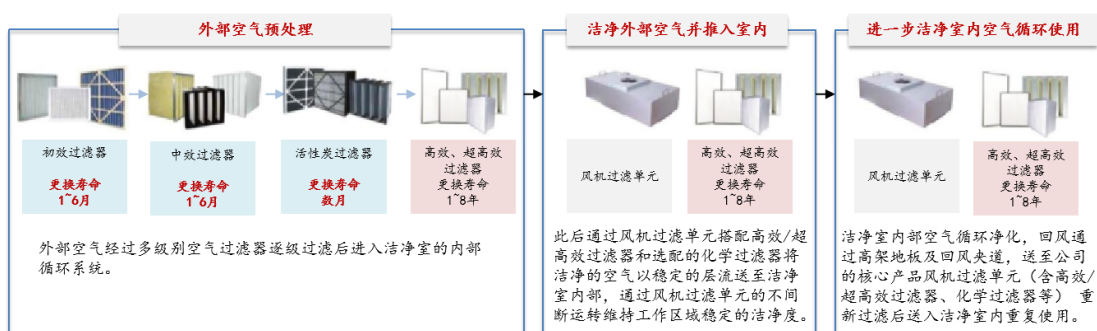 外部空气预处理
初效过滤器
更换寿命
1~6月
中效过滤器
更换寿命
1~6月
活性炭过滤器
更换寿命
数月
高效、超高效
过滤器
更换寿命
1~8年
外部空气经过多级别空气过滤器逐级过滤后进入洁净室的内部
循环系统。
洁净外部空气并推入室内
风机过滤单元
高效、超高效
过滤器
更换寿命
1~8年
此后通过风机过滤单元搭配高效/超
高效过滤器和选配的化学过滤器将
洁净的空气以稳定的层流送至洁净
室内部，通过风机过滤单元的不间
断运转维持工作区域稳定的洁净度。
进一步洁净室内空气循环使用
风机过滤单元
高效、超高效
过滤器
更换寿命
1~8年
洁净室内部空气循环净化，回风通
过高架地板及回风夹道，送至公司
的核心产品风机过滤单元（含高效/
超高效过滤器、化学过滤器等） 重
新过滤后送入洁净室内重复使用。